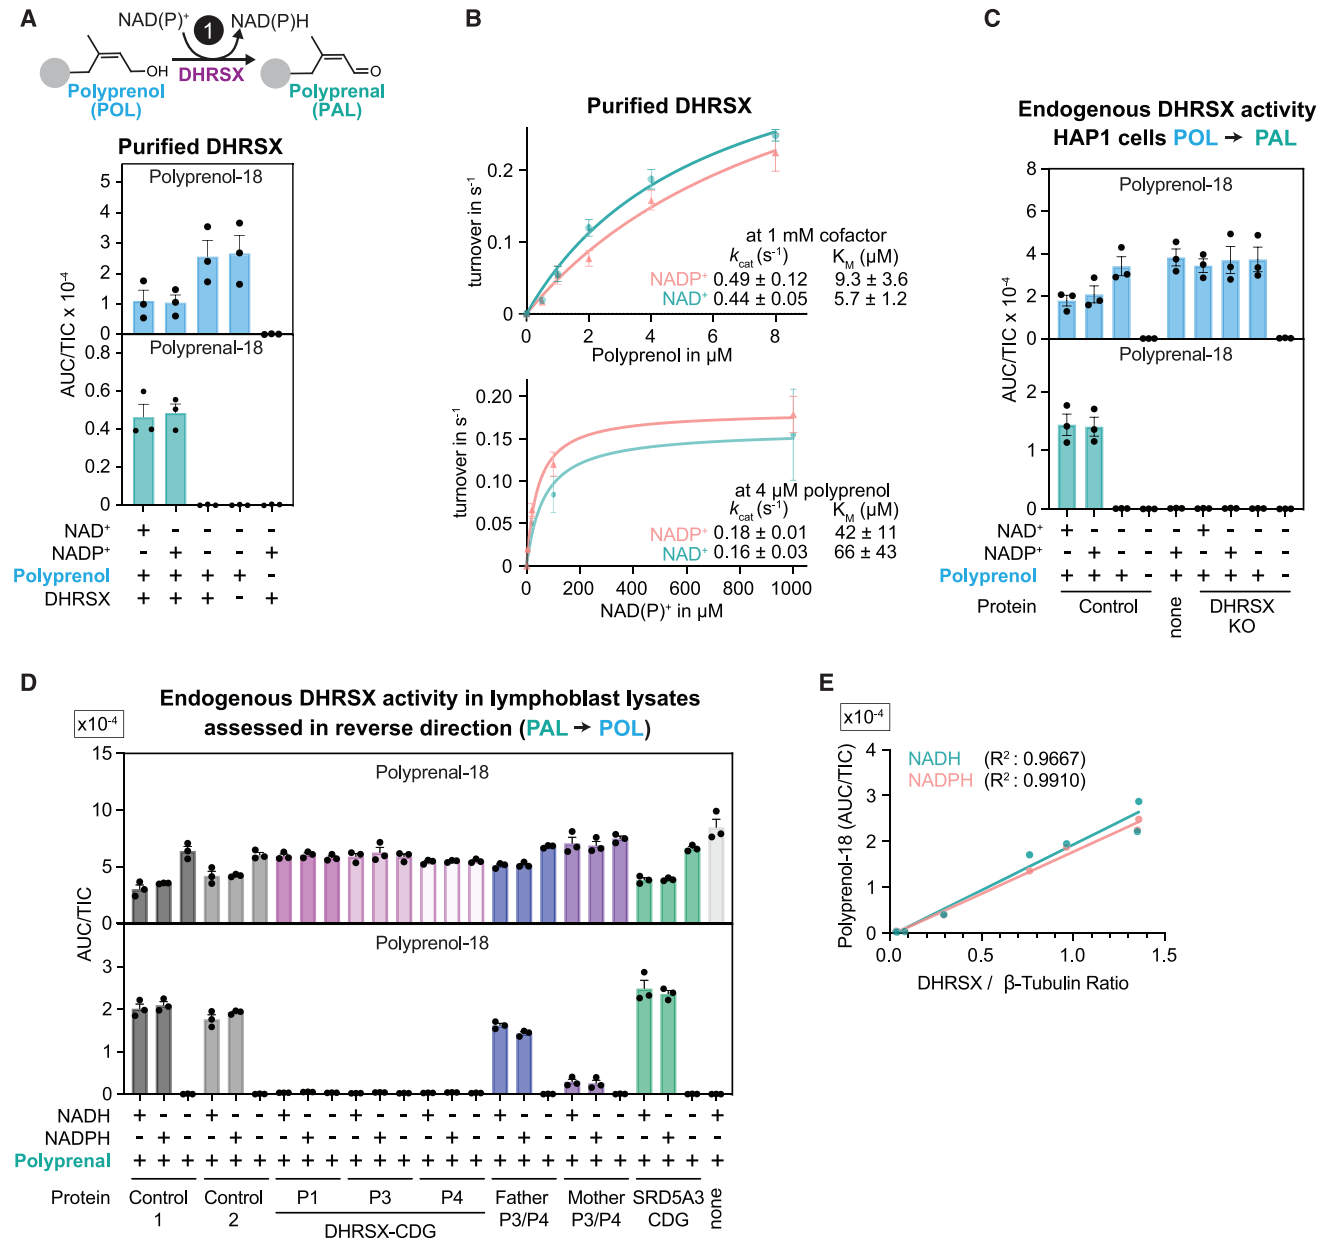 A
NAD(P)⁺ 1 NAD(P)H
OH DHRSX O
Polyprenol (POL)
Polyprenal (PAL)
Purified DHRSX
Polyprenol-18
5
4
3
2
1
0
Polyprenal-18
0.8
0.6
0.4
0.2
0
AUC/TIC x 10⁻⁴
NAD⁺ + - - - -
NADP⁺ - + - - +
Polyprenol + + + + -
DHRSX + + + - +
B
Purified DHRSX
turnover in s⁻¹
0.2
0.1
0
0 2 4 6 8
Polyprenol in µM
at 1 mM cofactor
kcat (s⁻¹) KM (µM)
NADP⁺ 0.49 ± 0.12 9.3 ± 3.6
NAD⁺ 0.44 ± 0.05 5.7 ± 1.2
turnover in s⁻¹
0.20
0.15
0.10
0.05
0
0 200 400 600 800 1000
NAD(P)⁺ in µM
at 4 µM polyprenol
kcat (s⁻¹) KM (µM)
NADP⁺ 0.18 ± 0.01 42 ± 11
NAD⁺ 0.16 ± 0.03 66 ± 43
C
Endogenous DHRSX activity
HAP1 cells POL → PAL
Polyprenol-18
8
6
4
2
0
Polyprenal-18
2
1
0
AUC/TIC x 10⁻⁴
NAD⁺ + - - - - + - - -
NADP⁺ - + - - + - + - -
Polyprenol + + + - + + + + -
Protein Control none DHRSX KO
D
Endogenous DHRSX activity in lymphoblast lysates
assessed in reverse direction (PAL → POL)
x10⁻⁴
Polyprenal-18
15
10
5
0
Polyprenol-18
3
2
1
0
AUC/TIC
NADH + - - + - - + - - + - - + - - + - - + - - + - - +
NADPH - + - - + - - + - - + - - + - - + - - + - - + - -
Polyprenal + + + + + + + + + + + + + + + + + + + + + + + + +
Protein Control 1 Control 2 P1 P3 P4 Father P3/P4 Mother P3/P4 SRD5A3 CDG none
DHRSX-CDG
E
x10⁻⁴
Polyprenol-18 (AUC/TIC)
4
3
2
1
0
NADH (R² : 0.9667)
NADPH (R² : 0.9910)
0.0 0.5 1.0 1.5
DHRSX / β-Tubulin Ratio